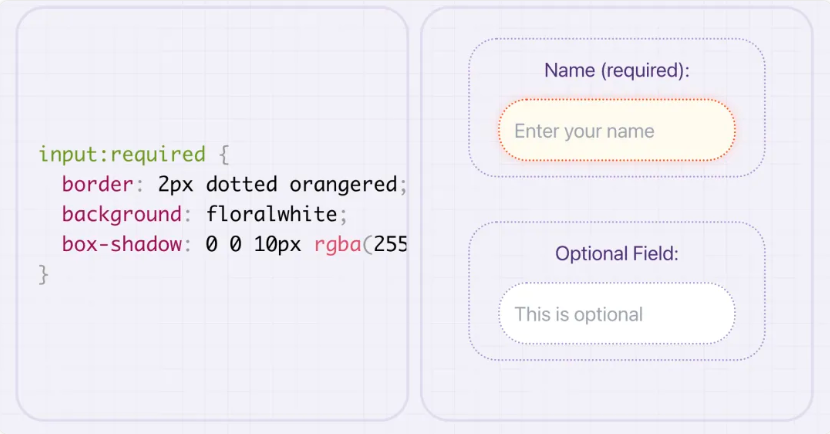 input:required {
border: 2px dotted orangered;
background: floralwhite;
box-shadow: 0 0 10px rgba(255
}
Name (required):
Enter your name
Optional Field:
This is optional